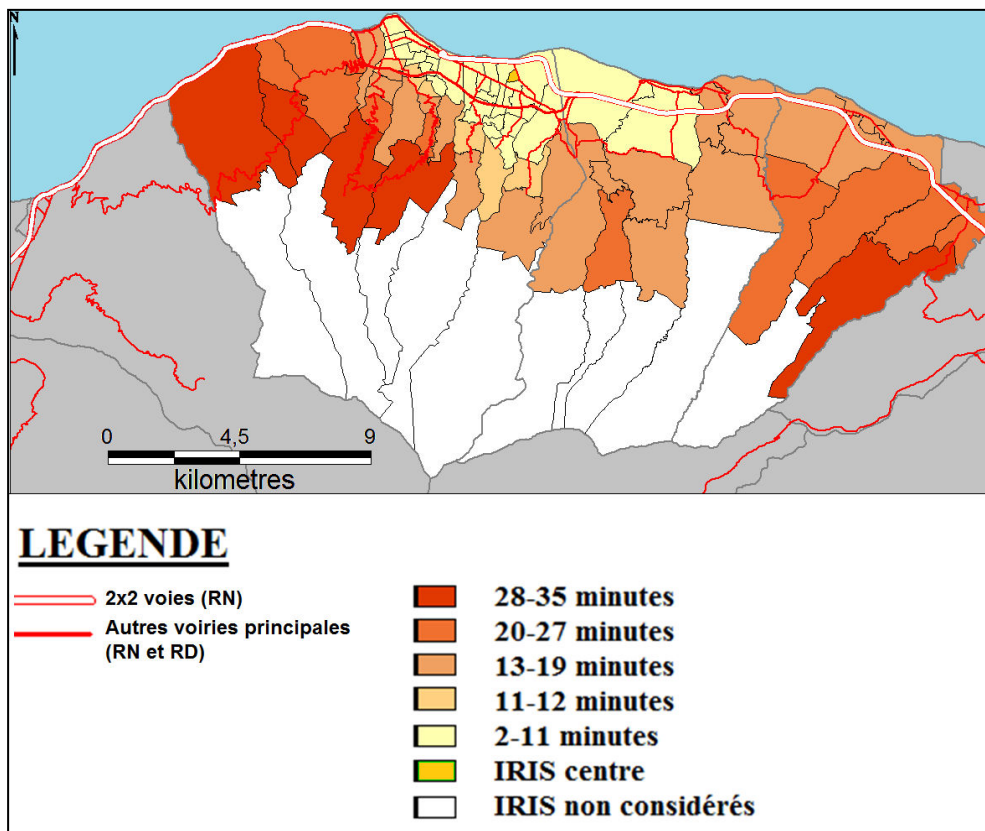 N
0 4,5 9
kilometres
LEGENDE
2x2 voies (RN)
Autres voiries principales
(RN et RD)
28-35 minutes
20-27 minutes
13-19 minutes
11-12 minutes
2-11 minutes
IRIS centre
IRIS non considérés